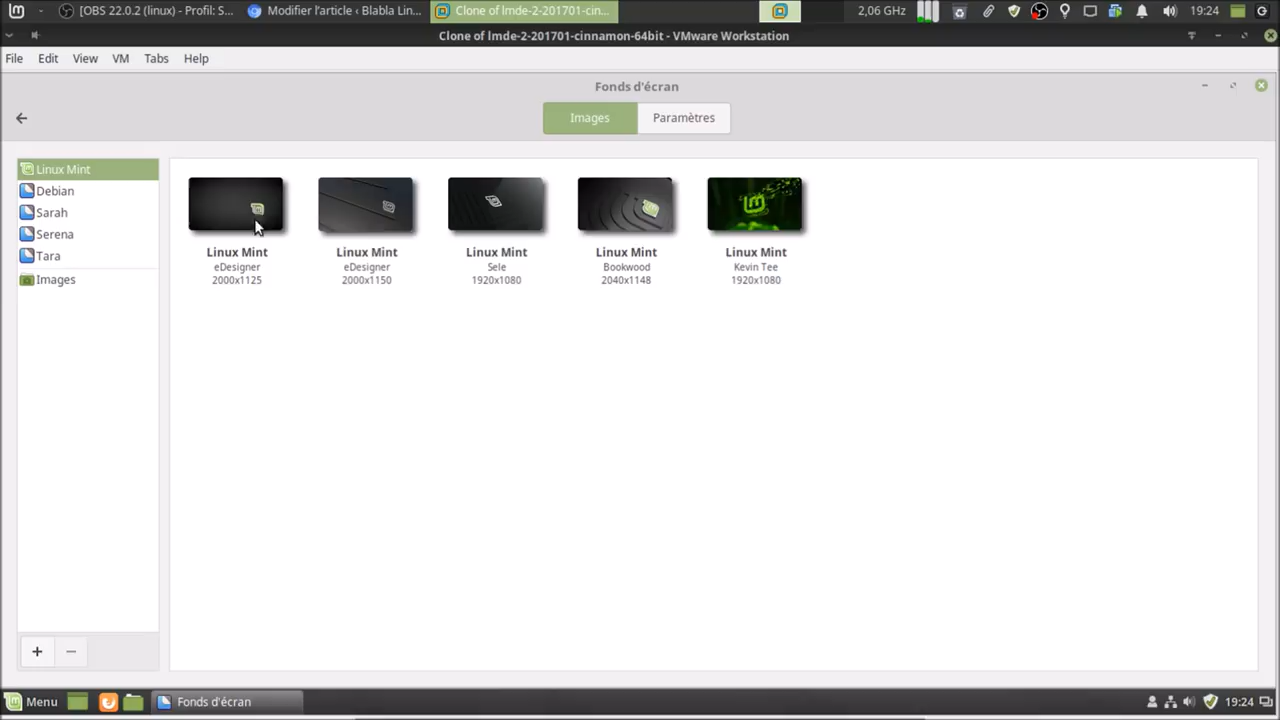 [OBS 22.0.2 (linux) - Profil: S...
Modifier l'article ‹ Blabla Lin...
Clone of lmde-2-201701-cin...
2,06 GHz
19:24
Clone of lmde-2-201701-cinnamon-64bit - VMware Workstation
File Edit View VM Tabs Help
Fonds d'écran
Images Paramètres
Linux Mint
Debian
Sarah
Serena
Tara
Images
Linux Mint
eDesigner
2000x1125
Linux Mint
eDesigner
2000x1150
Linux Mint
Sele
1920x1080
Linux Mint
Bookwood
2040x1148
Linux Mint
Kevin Tee
1920x1080
Menu
Fonds d'écran
19:24